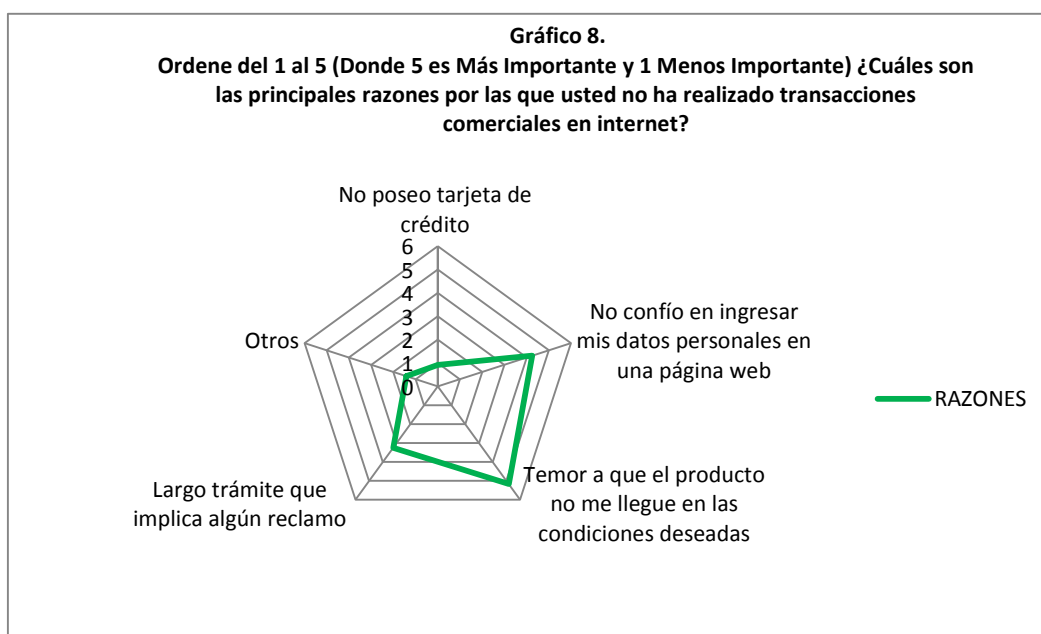 Gráfico 8.
Ordene del 1 al 5 (Donde 5 es Más Importante y 1 Menos Importante) ¿Cuáles son
las principales razones por las que usted no ha realizado transacciones
comerciales en internet?
No poseo tarjeta de
crédito
6
5
4
3
2
1
0
No confío en ingresar
mis datos personales en
una página web
Temor a que el producto
no me llegue en las
condiciones deseadas
Largo trámite que
implica algún reclamo
Otros
RAZONES